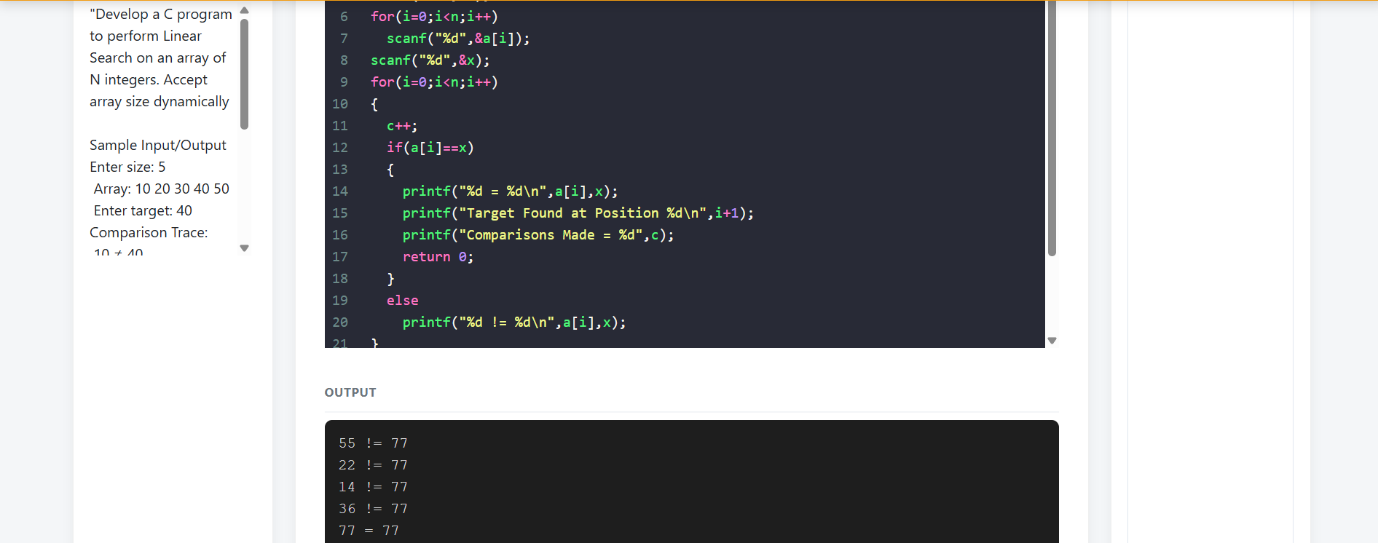 "Develop a C program
to perform Linear
Search on an array of
N integers. Accept
array size dynamically
Sample Input/Output
Enter size: 5
Array: 10 20 30 40 50
Enter target: 40
Comparison Trace:
10 ≠ 40
6 for(i=0;i<n;i++)
7 scanf("%d",&a[i]);
8 scanf("%d",&x);
9 for(i=0;i<n;i++)
10 {
11 c++;
12 if(a[i]==x)
13 {
14 printf("%d = %d\n",a[i],x);
15 printf("Target Found at Position %d\n",i+1);
16 printf("Comparisons Made = %d",c);
17 return 0;
18 }
19 else
20 printf("%d != %d\n",a[i],x);
21 }
OUTPUT
55 != 77
22 != 77
14 != 77
36 != 77
77 = 77